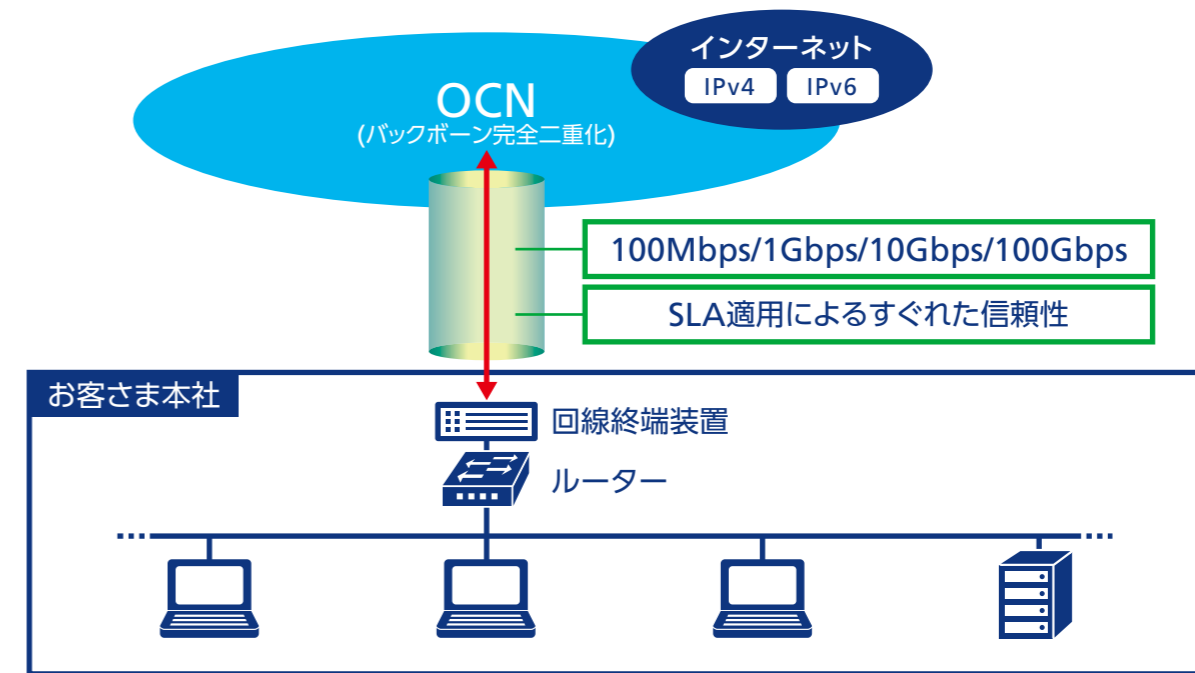 インターネット
IPv4 IPv6
OCN
(バックボーン完全二重化)
100Mbps/1Gbps/10Gbps/100Gbps
SLA適用によるすぐれた信頼性
お客さま本社
回線終端装置
ルーター